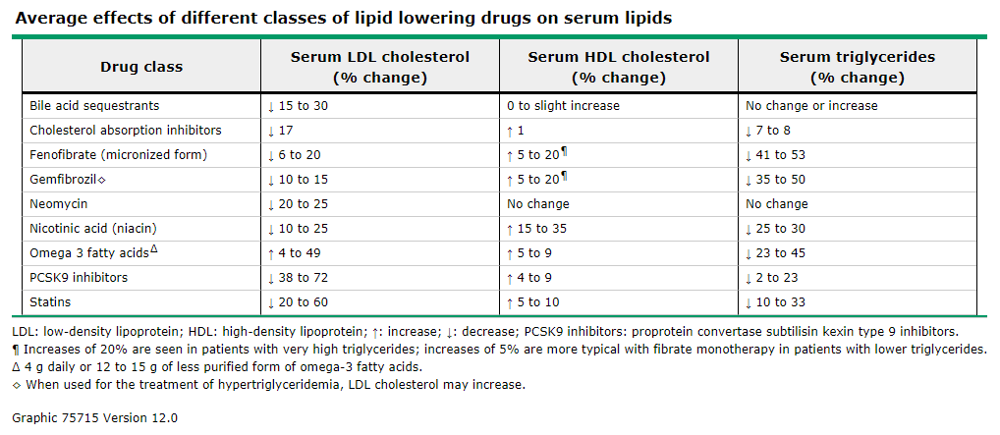 Average effects of different classes of lipid lowering drugs on serum lipids
Drug class Serum LDL cholesterol (% change) Serum HDL cholesterol (% change) Serum triglycerides (% change)
Bile acid sequestrants ↓ 15 to 30 0 to slight increase No change or increase
Cholesterol absorption inhibitors ↓ 17 ↑ 1 ↓ 7 to 8
Fenofibrate (micronized form) ↓ 6 to 20 ↑ 5 to 20¶ ↓ 41 to 53
Gemfibrozil⋄ ↓ 10 to 15 ↑ 5 to 20¶ ↓ 35 to 50
Neomycin ↓ 20 to 25 No change No change
Nicotinic acid (niacin) ↓ 10 to 25 ↑ 15 to 35 ↓ 25 to 30
Omega 3 fatty acidsΔ ↑ 4 to 49 ↑ 5 to 9 ↓ 23 to 45
PCSK9 inhibitors ↓ 38 to 72 ↑ 4 to 9 ↓ 2 to 23
Statins ↓ 20 to 60 ↑ 5 to 10 ↓ 10 to 33
LDL: low-density lipoprotein; HDL: high-density lipoprotein; ↑: increase; ↓: decrease; PCSK9 inhibitors: proprotein convertase subtilisin kexin type 9 inhibitors.
¶ Increases of 20% are seen in patients with very high triglycerides; increases of 5% are more typical with fibrate monotherapy in patients with lower triglycerides.
Δ 4 g daily or 12 to 15 g of less purified form of omega-3 fatty acids.
⋄ When used for the treatment of hypertriglyceridemia, LDL cholesterol may increase.
Graphic 75715 Version 12.0